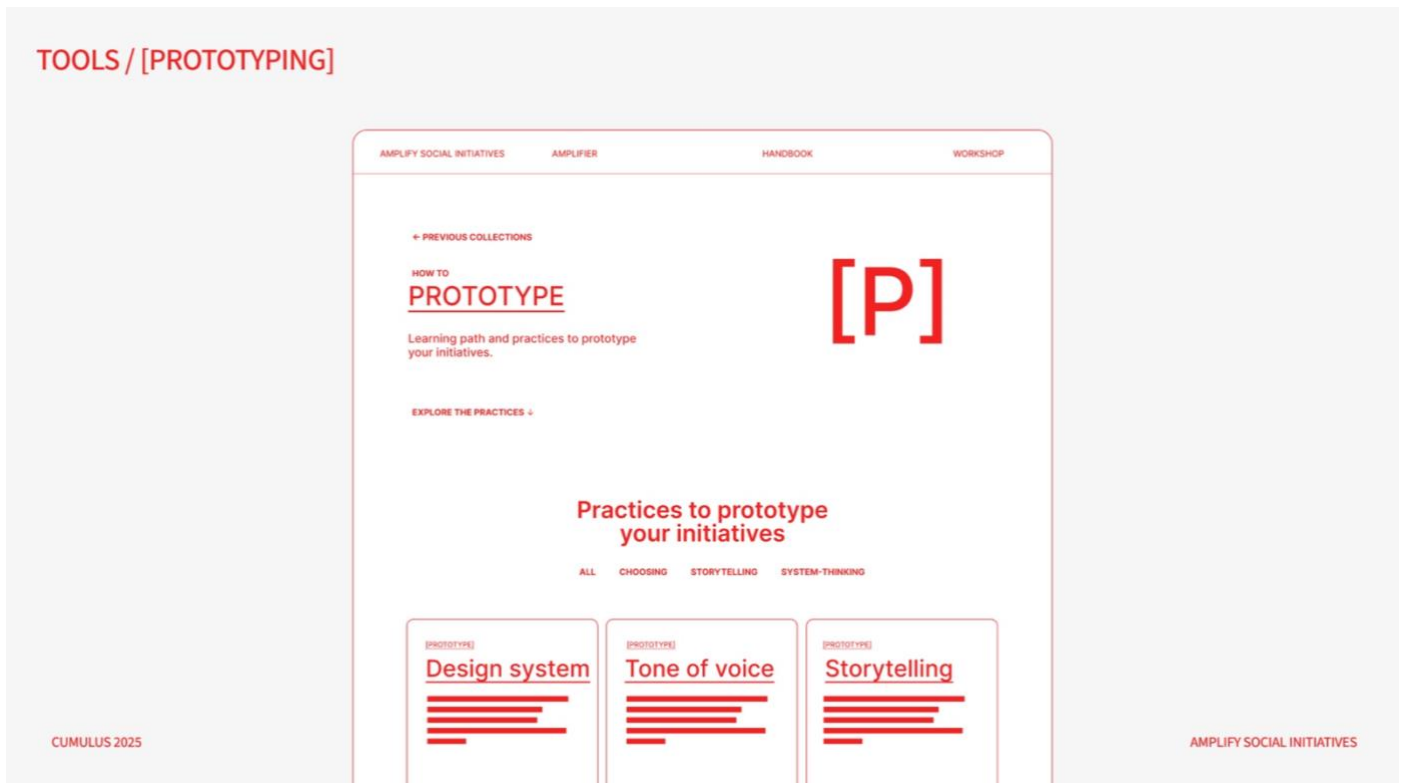 TOOLS / [PROTOTYPING]
AMPLIFY SOCIAL INITIATIVES
AMPLIFIER
HANDBOOK
WORKSHOP
← PREVIOUS COLLECTIONS
HOW TO
PROTOTYPE
[P]
Learning path and practices to prototype
your initiatives.
EXPLORE THE PRACTICES ↓
Practices to prototype
your initiatives
ALL
CHOOSING
STORYTELLING
SYSTEM-THINKING
[PROTOTYPE]
Design system
[PROTOTYPE]
Tone of voice
[PROTOTYPE]
Storytelling
CUMULUS 2025
AMPLIFY SOCIAL INITIATIVES